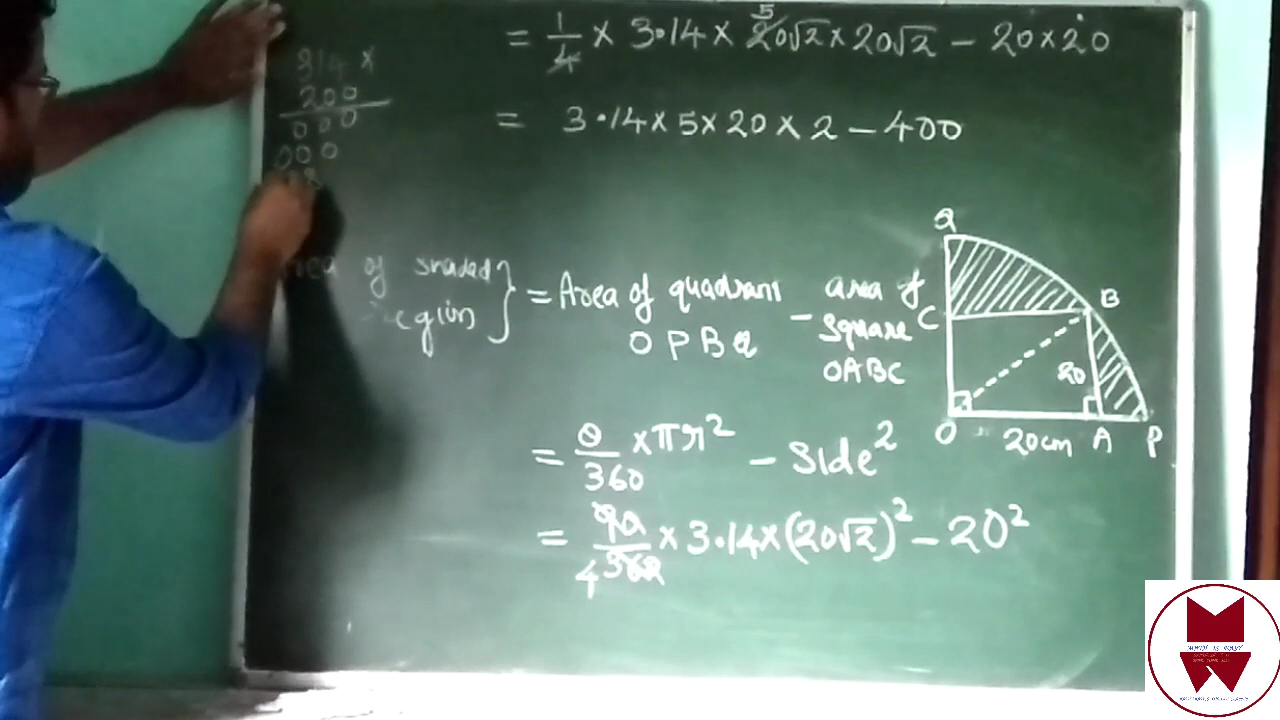 = 1/4 × 3.14 × 20√2 × 20√2 − 20×20
5
= 3.14 × 5 × 20 × 2 − 400
314 ×
200
000
000
Area of shaded region } = Area of quadrant OPBQ − area of square OABC
= θ/360 × πr² − Side²
= 90/360 × 3.14 × (20√2)² − 20²
4
Q
B
C
20
O 20cm A P